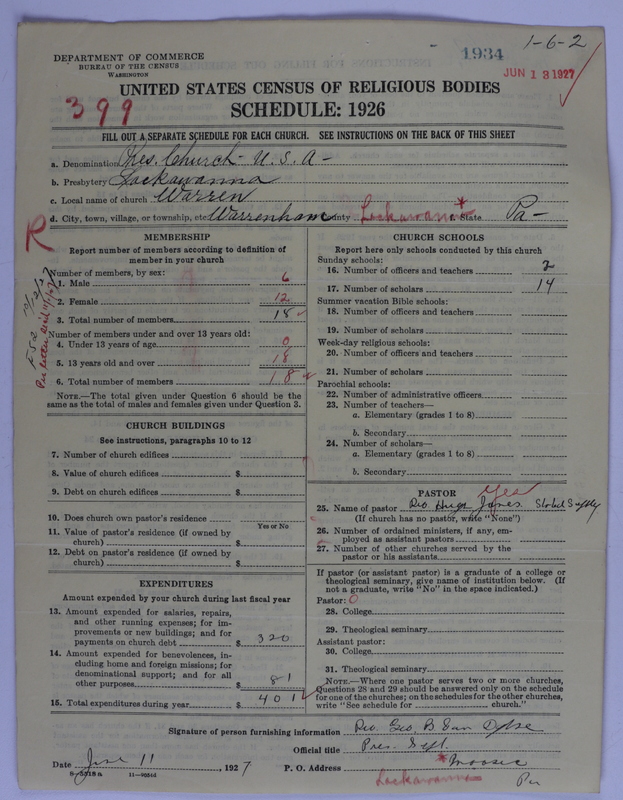 1-6-2
1934
JUN 13 1927
DEPARTMENT OF COMMERCE
BUREAU OF THE CENSUS
WASHINGTON
UNITED STATES CENSUS OF RELIGIOUS BODIES
399
SCHEDULE: 1926
FILL OUT A SEPARATE SCHEDULE FOR EACH CHURCH. SEE INSTRUCTIONS ON THE BACK OF THIS SHEET
a. Denomination Pres. Church - U.S.A -
b. Presbytery Lackawanna
c. Local name of church Warren
d. City, town, village, or township, etc. Warrenham County Lackawanna * f. State Pa -
R
MEMBERSHIP
Report number of members according to definition of
member in your church
Number of members, by sex:
1. Male 6
2. Female 12
3. Total number of members 18
Number of members under and over 13 years old:
4. Under 13 years of age 0
5. 13 years old and over 18
6. Total number of members 18
NOTE.—The total given under Question 6 should be
same as the total of males and females given under Question 3.
CHURCH BUILDINGS
See instructions, paragraphs 10 to 12
7. Number of church edifices
8. Value of church edifices $
9. Debt on church edifices $
10. Does church own pastor's residence
Yes or No
11. Value of pastor's residence (if owned by
church) $
12. Debt on pastor's residence (if owned by
church) $
EXPENDITURES
Amount expended by your church during last fiscal year
13. Amount expended for salaries, repairs,
and other running expenses; for im-
provements or new buildings; and for
payments on church debt $ 320
14. Amount expended for benevolences, in-
cluding home and foreign missions; for
denominational support; and for all
other purposes $ 81
15. Total expenditures during year $ 401
CHURCH SCHOOLS
Report here only schools conducted by this church
Sunday schools:
16. Number of officers and teachers 2
17. Number of scholars 14
Summer vacation Bible schools:
18. Number of officers and teachers
19. Number of scholars
Week-day religious schools:
20. Number of officers and teachers
21. Number of scholars
Parochial schools:
22. Number of administrative officers
23. Number of teachers—
a. Elementary (grades 1 to 8)
b. Secondary
24. Number of scholars—
a. Elementary (grades 1 to 8)
b. Secondary
PASTOR Yes
25. Name of pastor Rev Hugh Jones Stated Supply
(If church has no pastor, write "None")
26. Number of ordained ministers, if any, em-
ployed as assistant pastors
27. Number of other churches served by the
pastor or his assistants
If pastor (or assistant pastor) is a graduate of a college or
theological seminary, give name of institution below. (If
not a graduate, write "No" in the space indicated.)
Pastor: 0
28. College
29. Theological seminary
Assistant pastor:
30. College
31. Theological seminary
NOTE.—Where one pastor serves two or more churches,
Questions 28 and 29 should be answered only on the schedule
for one of the churches; on the schedules for the other churches,
write "See schedule for church."
Signature of person furnishing information Rev. Geo. B. Van Dyke
Official title Pres. Supt.
Date June 11, 1927 P. O. Address * Moosic
8-5318a 11-9654d
Lackawanna Pa